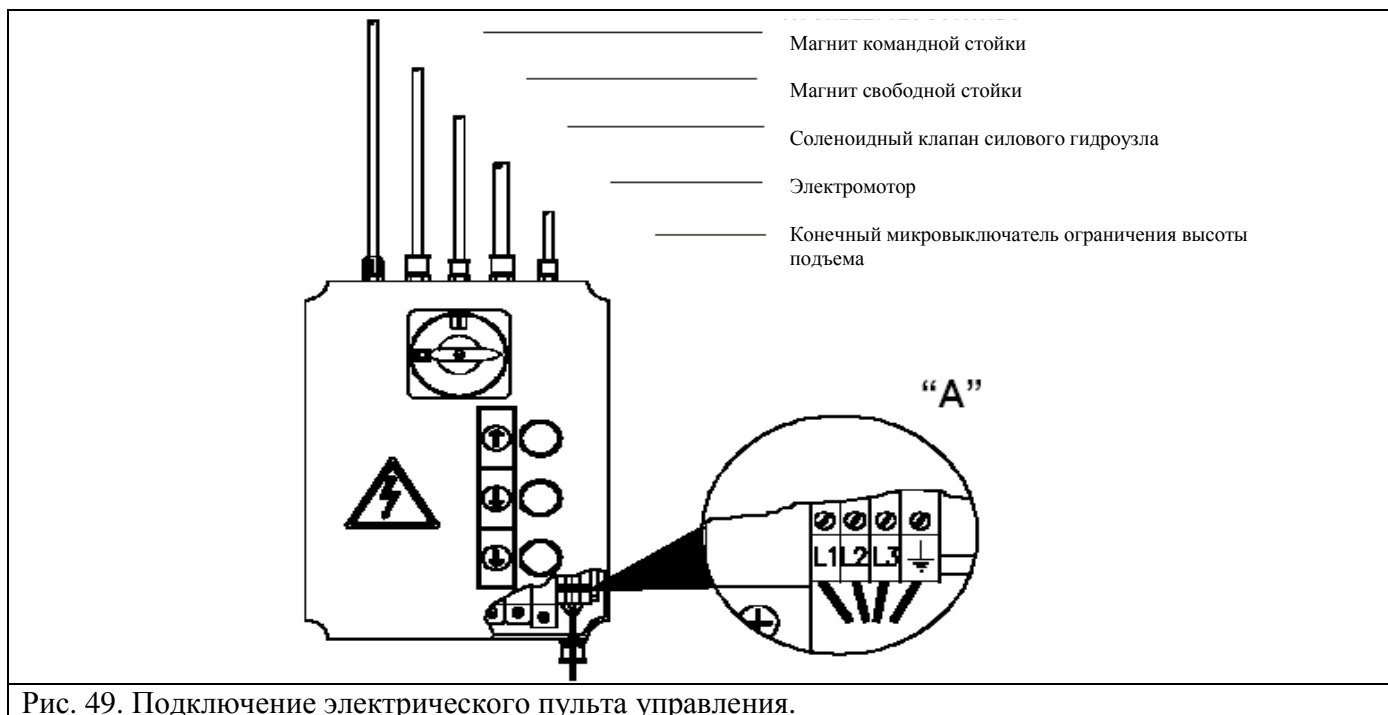 Магнит командной стойки
Магнит свободной стойки
Соленоидный клапан силового гидроузла
Электромотор
Конечный микровыключатель ограничения высоты
подъема
“A”
L1 L2 L3
Рис. 49. Подключение электрического пульта управления.